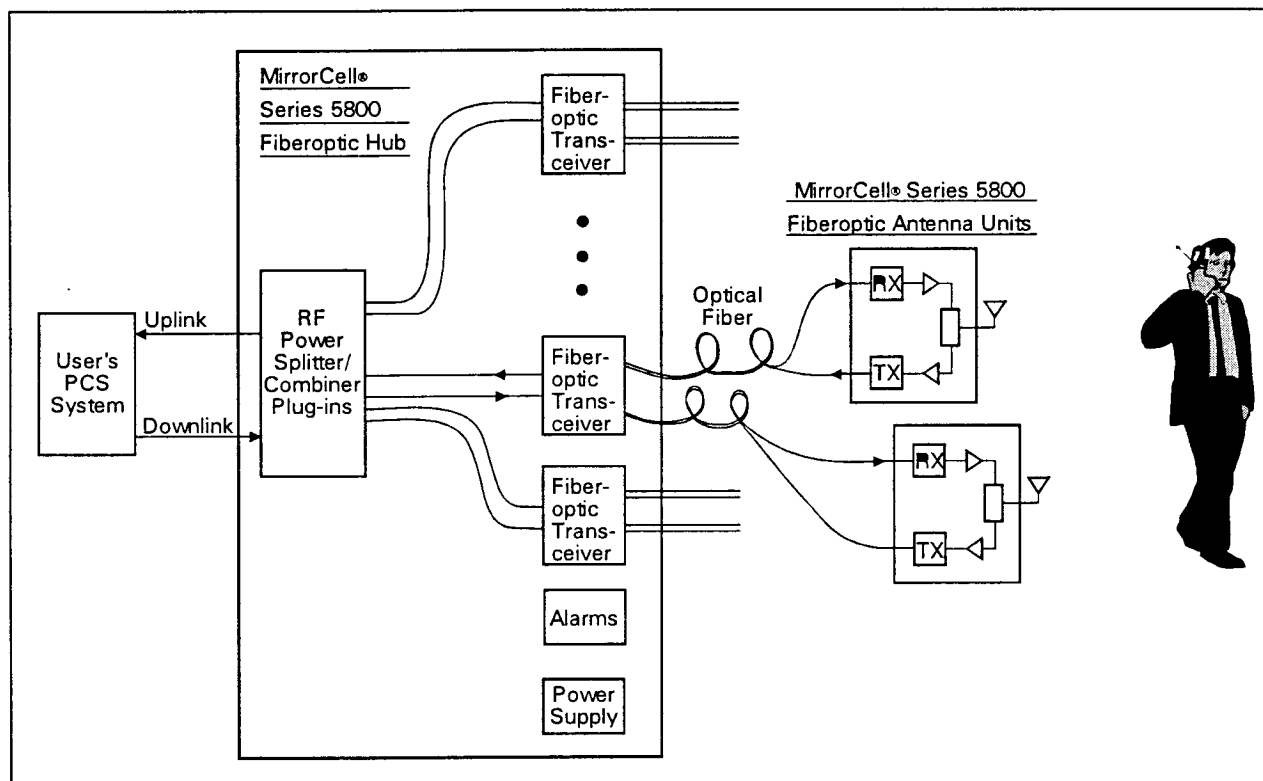 MirrorCell®
Series 5800
Fiberoptic Hub
Fiber-
optic
Trans-
ceiver
MirrorCell® Series 5800
Fiberoptic Antenna Units
Optical
Fiber
RX
TX
User's
PCS
System
Uplink
Downlink
RF
Power
Splitter/
Combiner
Plug-ins
Fiber-
optic
Trans-
ceiver
RX
TX
Fiber-
optic
Trans-
ceiver
Alarms
Power
Supply